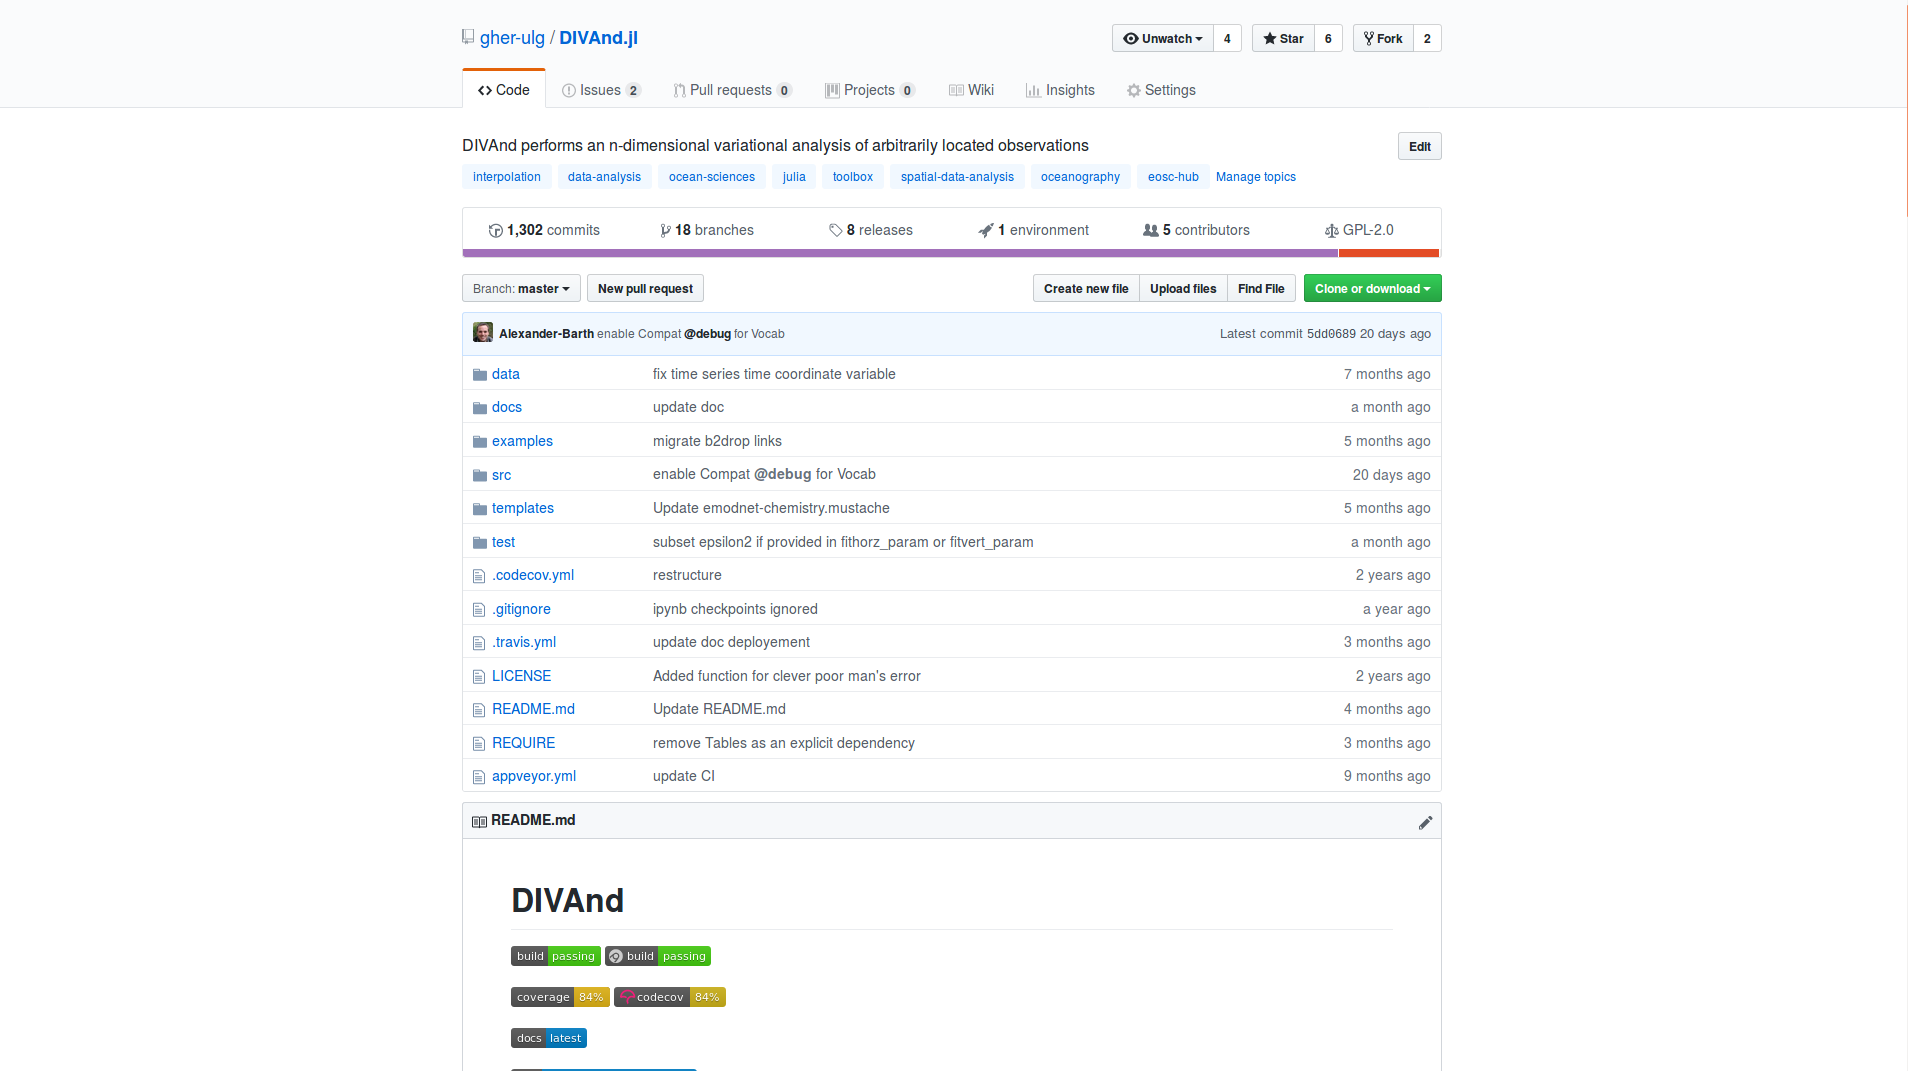 gher-ulg / DIVAnd.jl Unwatch 4 Star 6 Fork 2
Code Issues 2 Pull requests 0 Projects 0 Wiki Insights Settings
DIVAnd performs an n-dimensional variational analysis of arbitrarily located observations Edit
interpolation data-analysis ocean-sciences julia toolbox spatial-data-analysis oceanography eosc-hub Manage topics
1,302 commits 18 branches 8 releases 1 environment 5 contributors GPL-2.0
Branch: master New pull request Create new file Upload files Find File Clone or download
Alexander-Barth enable Compat @debug for Vocab Latest commit 5dd0689 20 days ago
data fix time series time coordinate variable 7 months ago
docs update doc a month ago
examples migrate b2drop links 5 months ago
src enable Compat @debug for Vocab 20 days ago
templates Update emodnet-chemistry.mustache 5 months ago
test subset epsilon2 if provided in fithorz_param or fitvert_param a month ago
.codecov.yml restructure 2 years ago
.gitignore ipynb checkpoints ignored a year ago
.travis.yml update doc deployement 3 months ago
LICENSE Added function for clever poor man's error 2 years ago
README.md Update README.md 4 months ago
REQUIRE remove Tables as an explicit dependency 3 months ago
appveyor.yml update CI 9 months ago
README.md
DIVAnd
build passing build passing
coverage 84% codecov 84%
docs latest